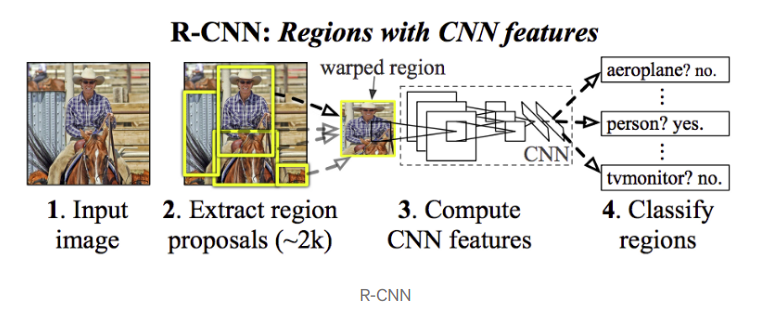 R-CNN: Regions with CNN features
warped region
aeroplane? no.
⋮
person? yes.
⋮
tvmonitor? no.
CNN
1. Input
image
2. Extract region
proposals (~2k)
3. Compute
CNN features
4. Classify
regions
R-CNN